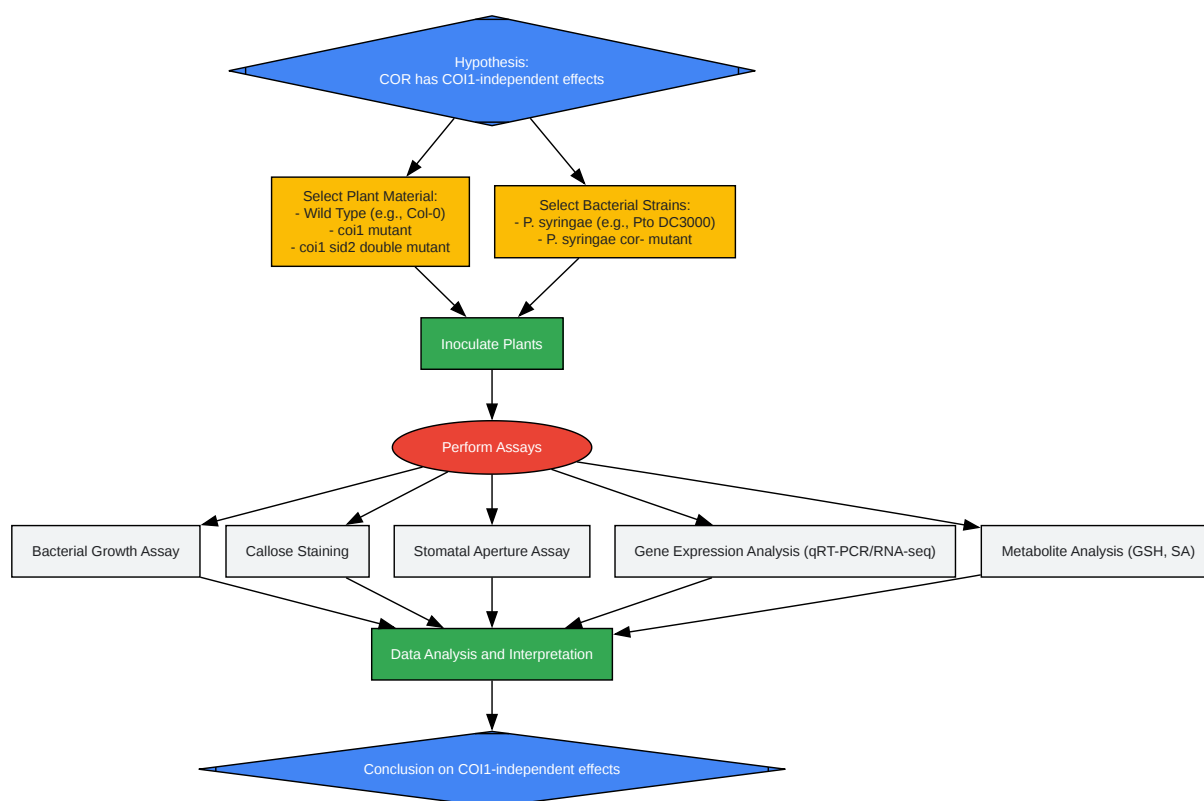 Hypothesis:
COR has COI1-independent effects
Select Plant Material:
- Wild Type (e.g., Col-0)
- coi1 mutant
- coi1 sid2 double mutant
Select Bacterial Strains:
- P. syringae (e.g., Pto DC3000)
- P. syringae cor- mutant
Inoculate Plants
Perform Assays
Bacterial Growth Assay
Callose Staining
Stomatal Aperture Assay
Gene Expression Analysis (qRT-PCR/RNA-seq)
Metabolite Analysis (GSH, SA)
Data Analysis and Interpretation
Conclusion on COI1-independent effects